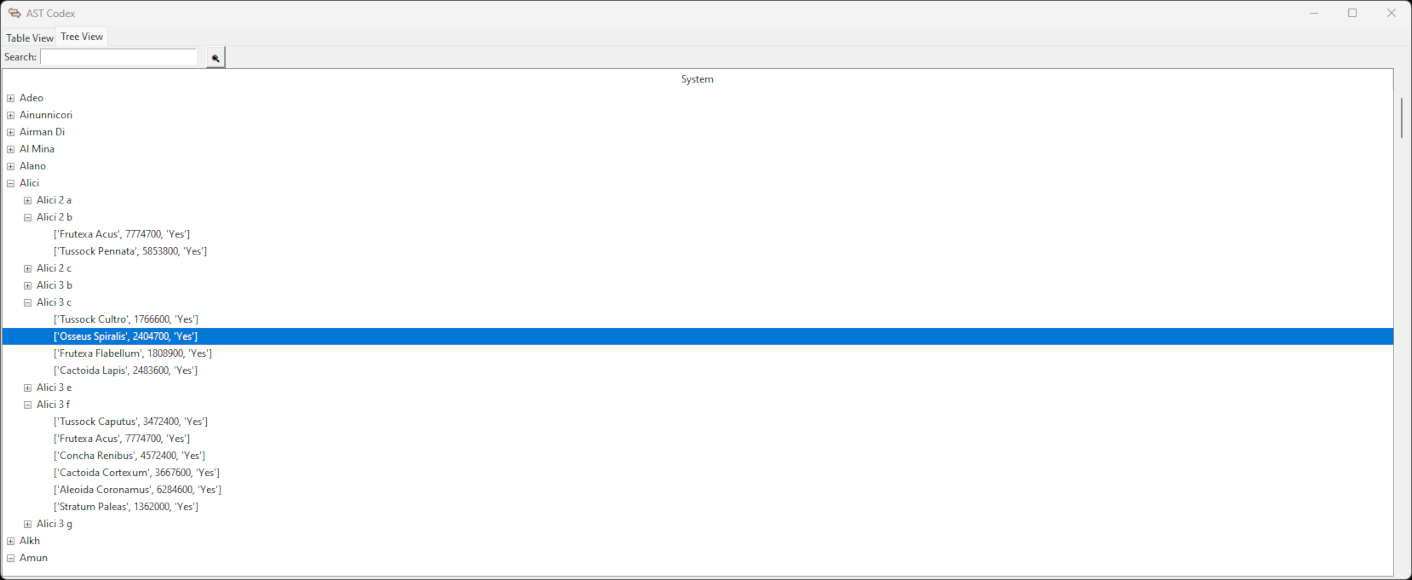 AST Codex
Table View Tree View
Search:
System
Adeo
Ainunnicori
Airman Di
Al Mina
Alano
Alici
Alici 2 a
Alici 2 b
['Frutexa Acus', 7774700, 'Yes']
['Tussock Pennata', 5853800, 'Yes']
Alici 2 c
Alici 3 b
Alici 3 c
['Tussock Cultro', 1766600, 'Yes']
['Osseus Spiralis', 2404700, 'Yes']
['Frutexa Flabellum', 1808900, 'Yes']
['Cactoida Lapis', 2483600, 'Yes']
Alici 3 e
Alici 3 f
['Tussock Caputus', 3472400, 'Yes']
['Frutexa Acus', 7774700, 'Yes']
['Concha Renibus', 4572400, 'Yes']
['Cactoida Cortexum', 3667600, 'Yes']
['Aleoida Coronamus', 6284600, 'Yes']
['Stratum Paleas', 1362000, 'Yes']
Alici 3 g
Alkh
Amun